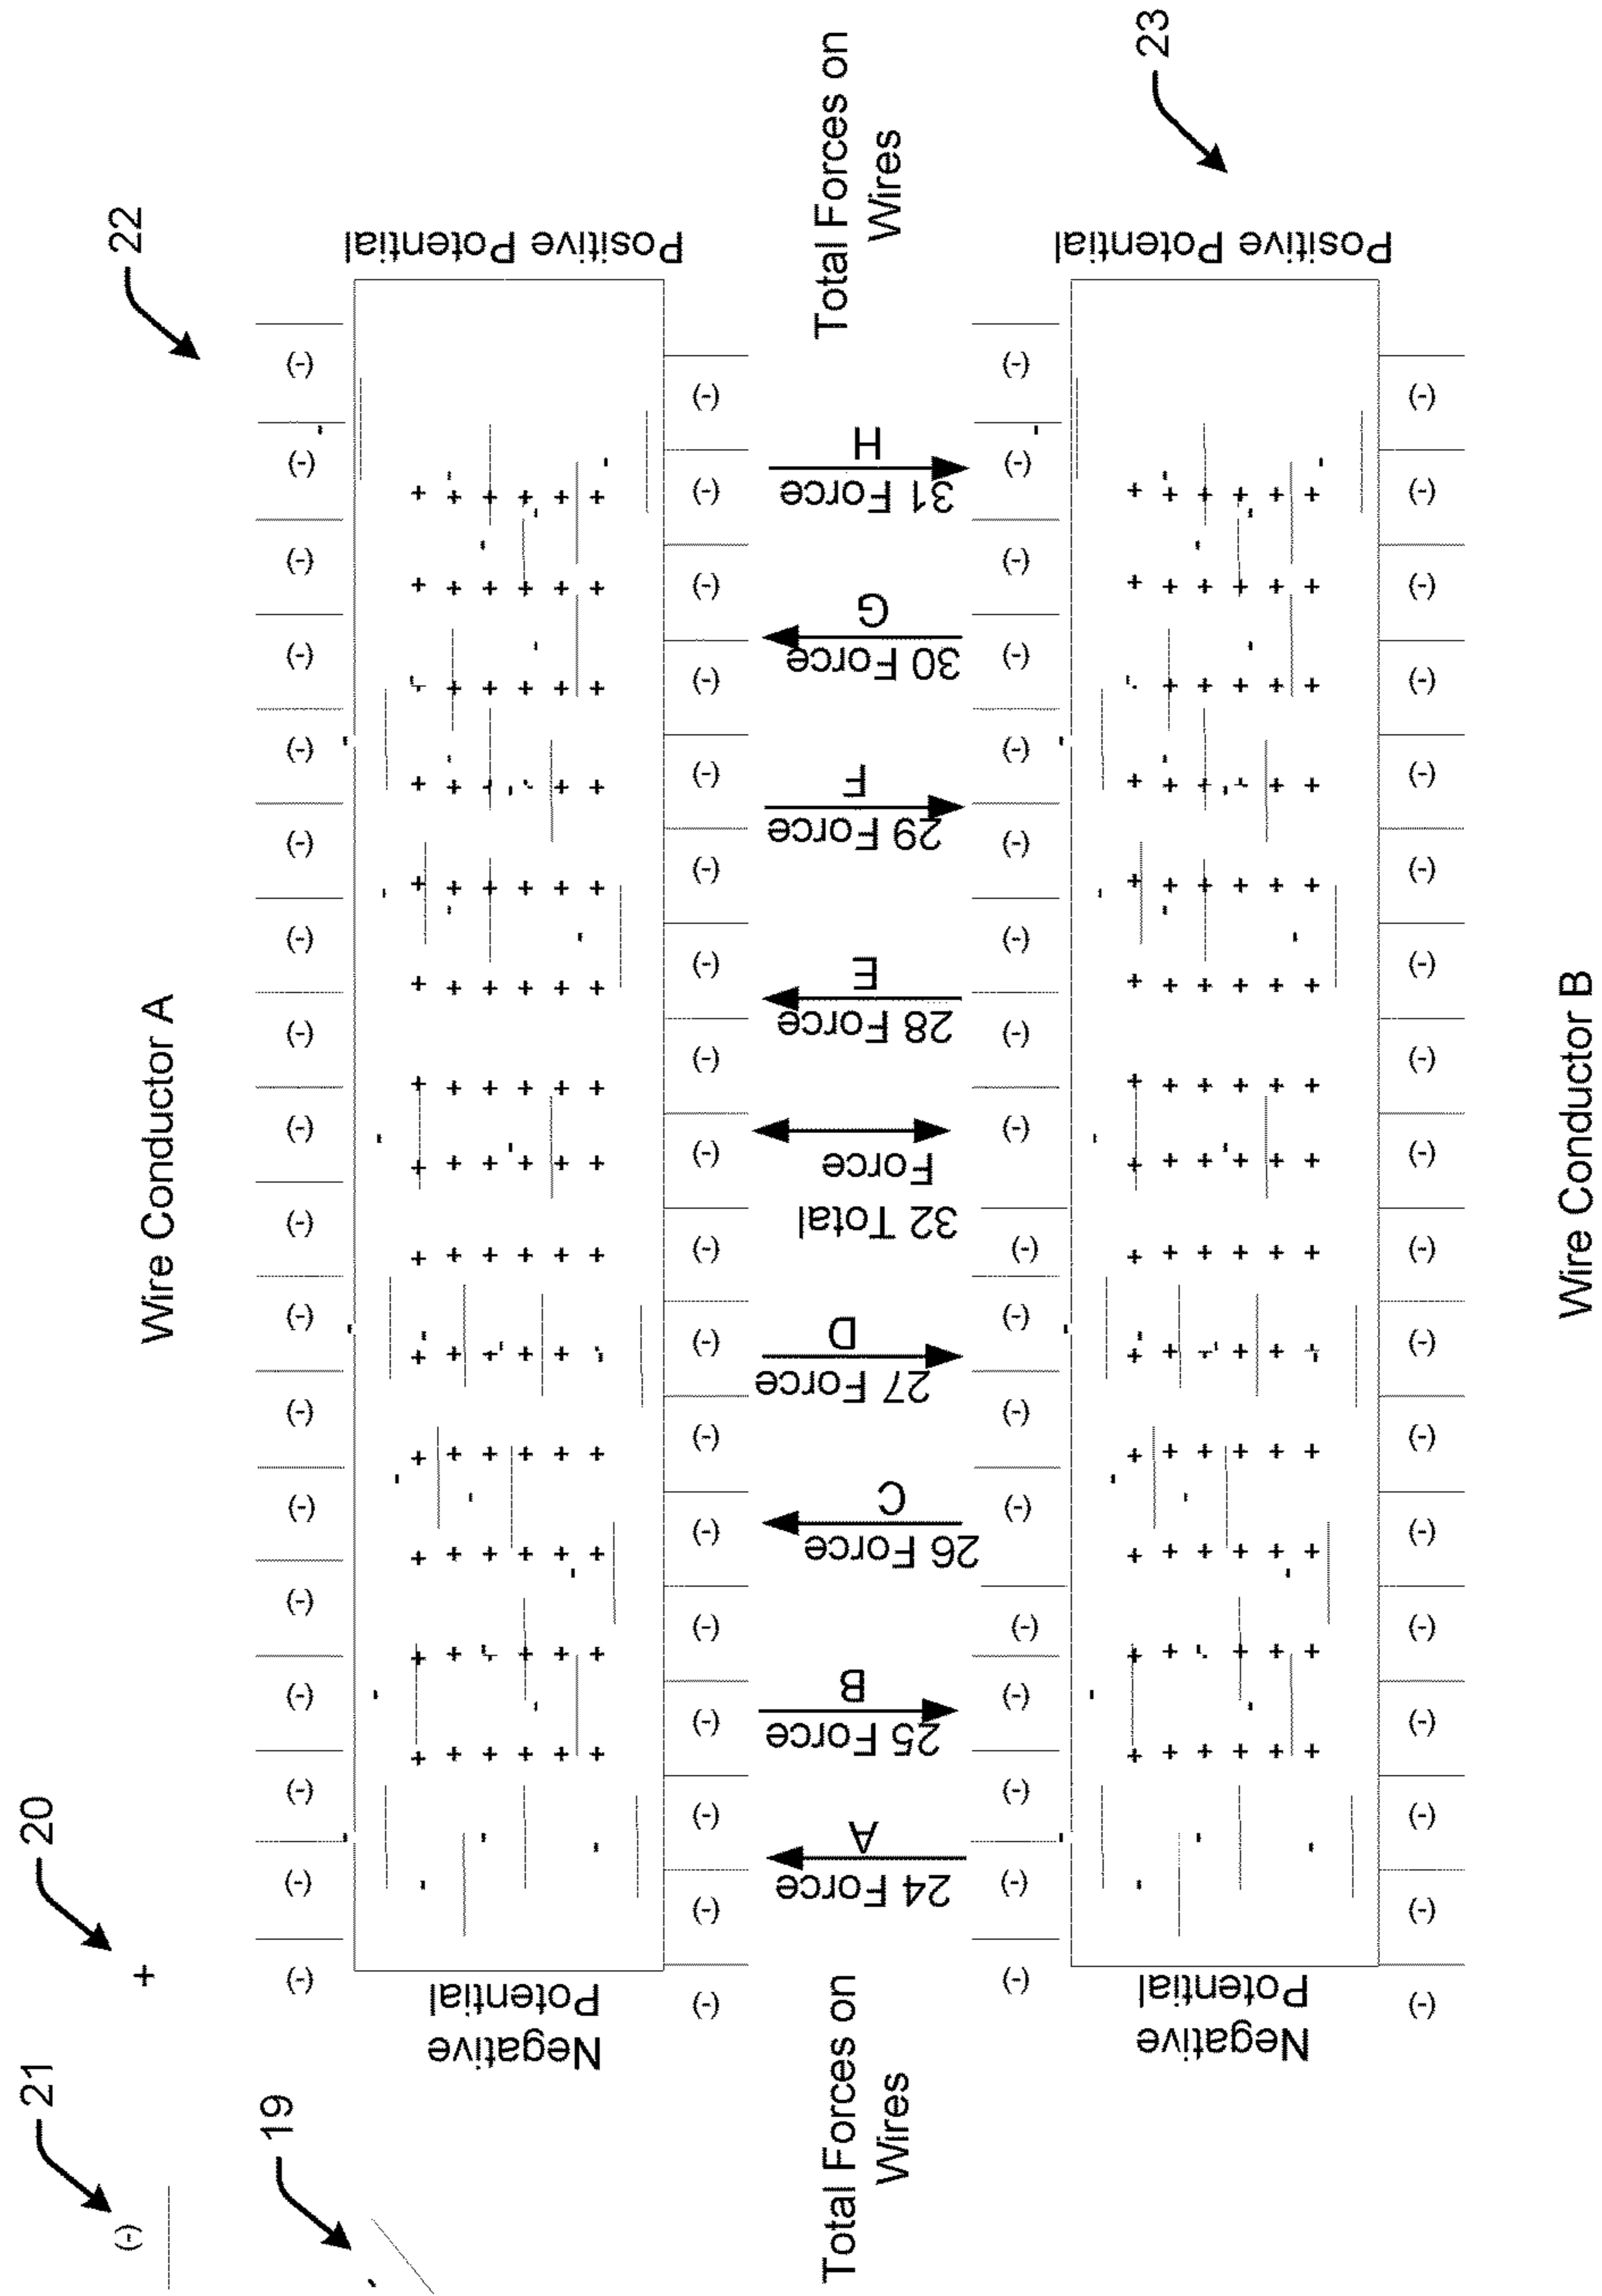 21
20
(-)
+
22
Wire Conductor A
19
Negative
Potential
Positive Potential
Total Forces on
Wires
24 Force
A
25 Force
B
26 Force
C
27 Force
D
32 Total
Force
28 Force
E
29 Force
F
30 Force
G
31 Force
H
Total Forces on
Wires
23
Negative
Potential
Positive Potential
Wire Conductor B